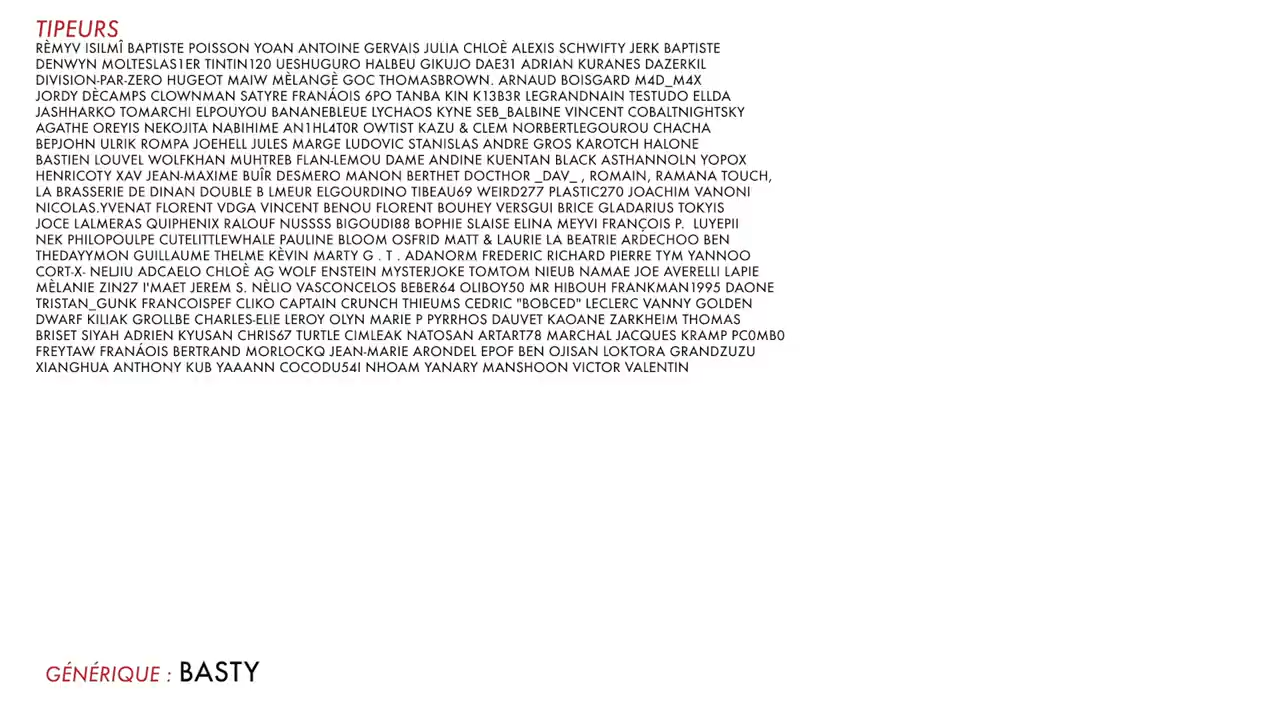 TIPEURS
RÈMYV ISILMÎ BAPTISTE POISSON YOAN ANTOINE GERVAIS JULIA CHLOÈ ALEXIS SCHWIFTY JERK BAPTISTE
DENWYN MOLTESLAS1ER TINTIN120 UESHUGURO HALBEU GIKUJO DAE31 ADRIAN KURANES DAZERKIL
DIVISION-PAR-ZERO HUGEOT MAIW MÈLANGÈ GOC THOMASBROWN. ARNAUD BOISGARD M4D_M4X
JORDY DÈCAMPS CLOWNMAN SATYRE FRANÁOIS 6PO TANBA KIN K13B3R LEGRANDNAIN TESTUDO ELLDA
JASHHARKO TOMARCHI ELPOUYOU BANANEBLEUE LYCHAOS KYNE SEB_BALBINE VINCENT COBALTNIGHTSKY
AGATHE OREYIS NEKOJITA NABIHIME AN1HL4T0R OWTIST KAZU & CLEM NORBERTLEGOUROU CHACHA
BEPJOHN ULRIK ROMPA JOEHELL JULES MARGE LUDOVIC STANISLAS ANDRE GROS KAROTCH HALONE
BASTIEN LOUVEL WOLFKHAN MUHTREB FLAN-LEMOU DAME ANDINE KUENTAN BLACK ASTHANNOLN YOPOX
HENRICOTY XAV JEAN-MAXIME BUÎR DESMERO MANON BERTHET DOCTHOR _DAV_ , ROMAIN, RAMANA TOUCH,
LA BRASSERIE DE DINAN DOUBLE B LMEUR ELGOURDINO TIBEAU69 WEIRD277 PLASTIC270 JOACHIM VANONI
NICOLAS.YVENAT FLORENT VDGA VINCENT BENOU FLORENT BOUHEY VERSGUI BRICE GLADARIUS TOKYIS
JOCE LALMERAS QUIPHENIX RALOUF NUSSSS BIGOUDI88 BOPHIE SLAISE ELINA MEYVI FRANÇOIS P. LUYEPII
NEK PHILOPOULPE CUTELITTLEWHALE PAULINE BLOOM OSFRID MATT & LAURIE LA BEATRIE ARDECHOO BEN
THEDAYYMON GUILLAUME THELME KÈVIN MARTY G . T . ADANORM FREDERIC RICHARD PIERRE TYM YANNOO
CORT-X- NELJIU ADCAELO CHLOÈ AG WOLF ENSTEIN MYSTERJOKE TOMTOM NIEUB NAMAE JOE AVERELLI LAPIE
MÈLANIE ZIN27 I'MAET JEREM S. NÈLIO VASCONCELOS BEBER64 OLIBOY50 MR HIBOUH FRANKMAN1995 DAONE
TRISTAN_GUNK FRANCOISPEF CLIKO CAPTAIN CRUNCH THIEUMS CEDRIC "BOBCED" LECLERC VANNY GOLDEN
DWARF KILIAK GROLLBE CHARLES-ELIE LEROY OLYN MARIE P PYRRHOS DAUVET KAOANE ZARKHEIM THOMAS
BRISET SIYAH ADRIEN KYUSAN CHRIS67 TURTLE CIMLEAK NATOSAN ARTART78 MARCHAL JACQUES KRAMP PC0MB0
FREYTAW FRANÁOIS BERTRAND MORLOCKQ JEAN-MARIE ARONDEL EPOF BEN OJISAN LOKTORA GRANDZUZU
XIANGHUA ANTHONY KUB YAAANN COCODU54I NHOAM YANARY MANSHOON VICTOR VALENTIN
GÉNÉRIQUE : BASTY